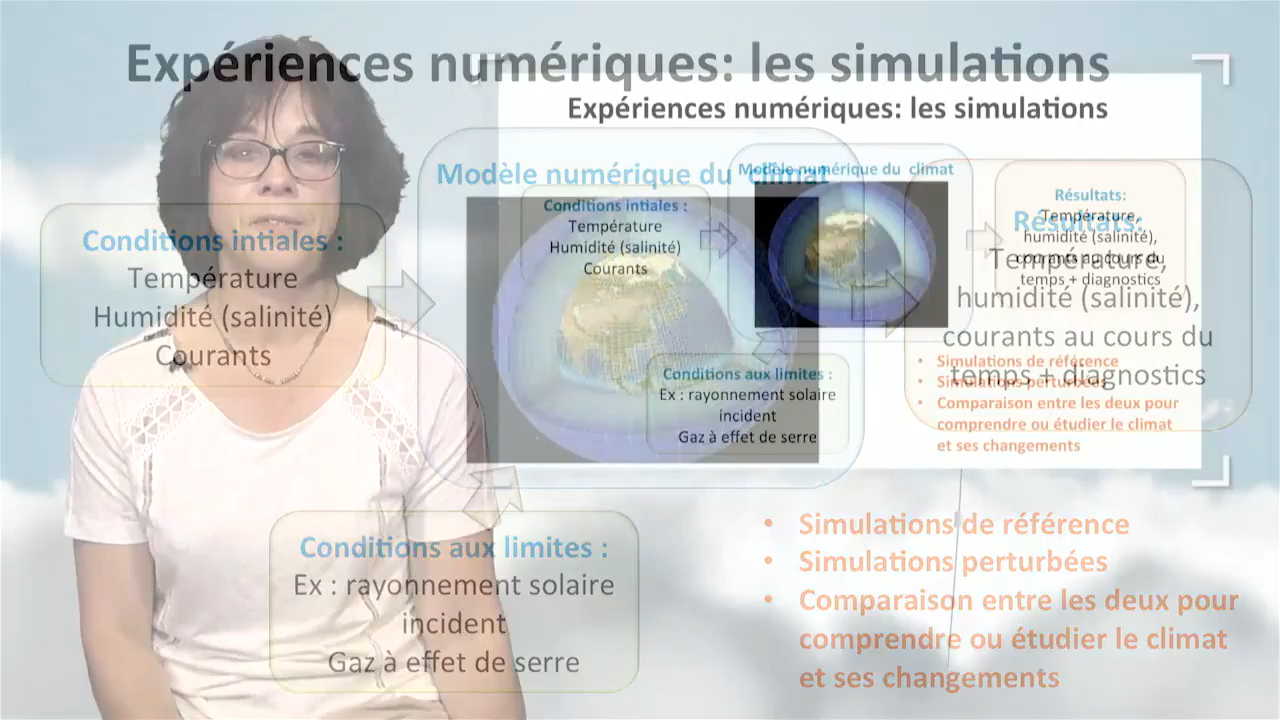 Expériences numériques: les simulations
Modèle numérique du climat
Conditions intiales :
Température
Humidité (salinité)
Courants
Résultats:
Température,
humidité (salinité),
courants au cours du
temps + diagnostics
Conditions aux limites :
Ex : rayonnement solaire
incident
Gaz à effet de serre
• Simulations de référence
• Simulations perturbées
• Comparaison entre les deux pour
comprendre ou étudier le climat
et ses changements
Expériences numériques: les simulations
Modèle numérique du climat
Conditions intiales :
Température
Humidité (salinité)
Courants
Résultats:
Température,
humidité (salinité),
courants au cours du
temps + diagnostics
Conditions aux limites :
Ex : rayonnement solaire
incident
Gaz à effet de serre
• Simulations de référence
• Simulations perturbées
• Comparaison entre les deux pour
comprendre ou étudier le climat
et ses changements